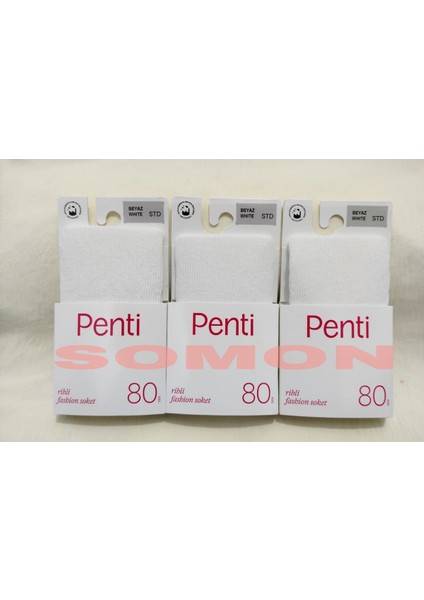 BEYAZ
WHITE STD
BEYAZ
WHITE STD
BEYAZ
WHITE STD
Penti
Penti
Penti
SOMON
ribli
fashion soket 80
ribli
fashion soket 80
ribli
fashion soket 80